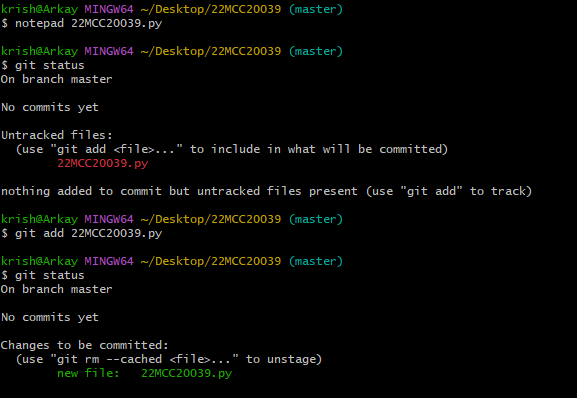 krish@Arkay MINGW64 ~/Desktop/22MCC20039 (master)
$ notepad 22MCC20039.py
krish@Arkay MINGW64 ~/Desktop/22MCC20039 (master)
$ git status
On branch master
No commits yet
Untracked files:
  (use "git add <file>..." to include in what will be committed)
        22MCC20039.py
nothing added to commit but untracked files present (use "git add" to track)
krish@Arkay MINGW64 ~/Desktop/22MCC20039 (master)
$ git add 22MCC20039.py
krish@Arkay MINGW64 ~/Desktop/22MCC20039 (master)
$ git status
On branch master
No commits yet
Changes to be committed:
  (use "git rm --cached <file>..." to unstage)
        new file:   22MCC20039.py